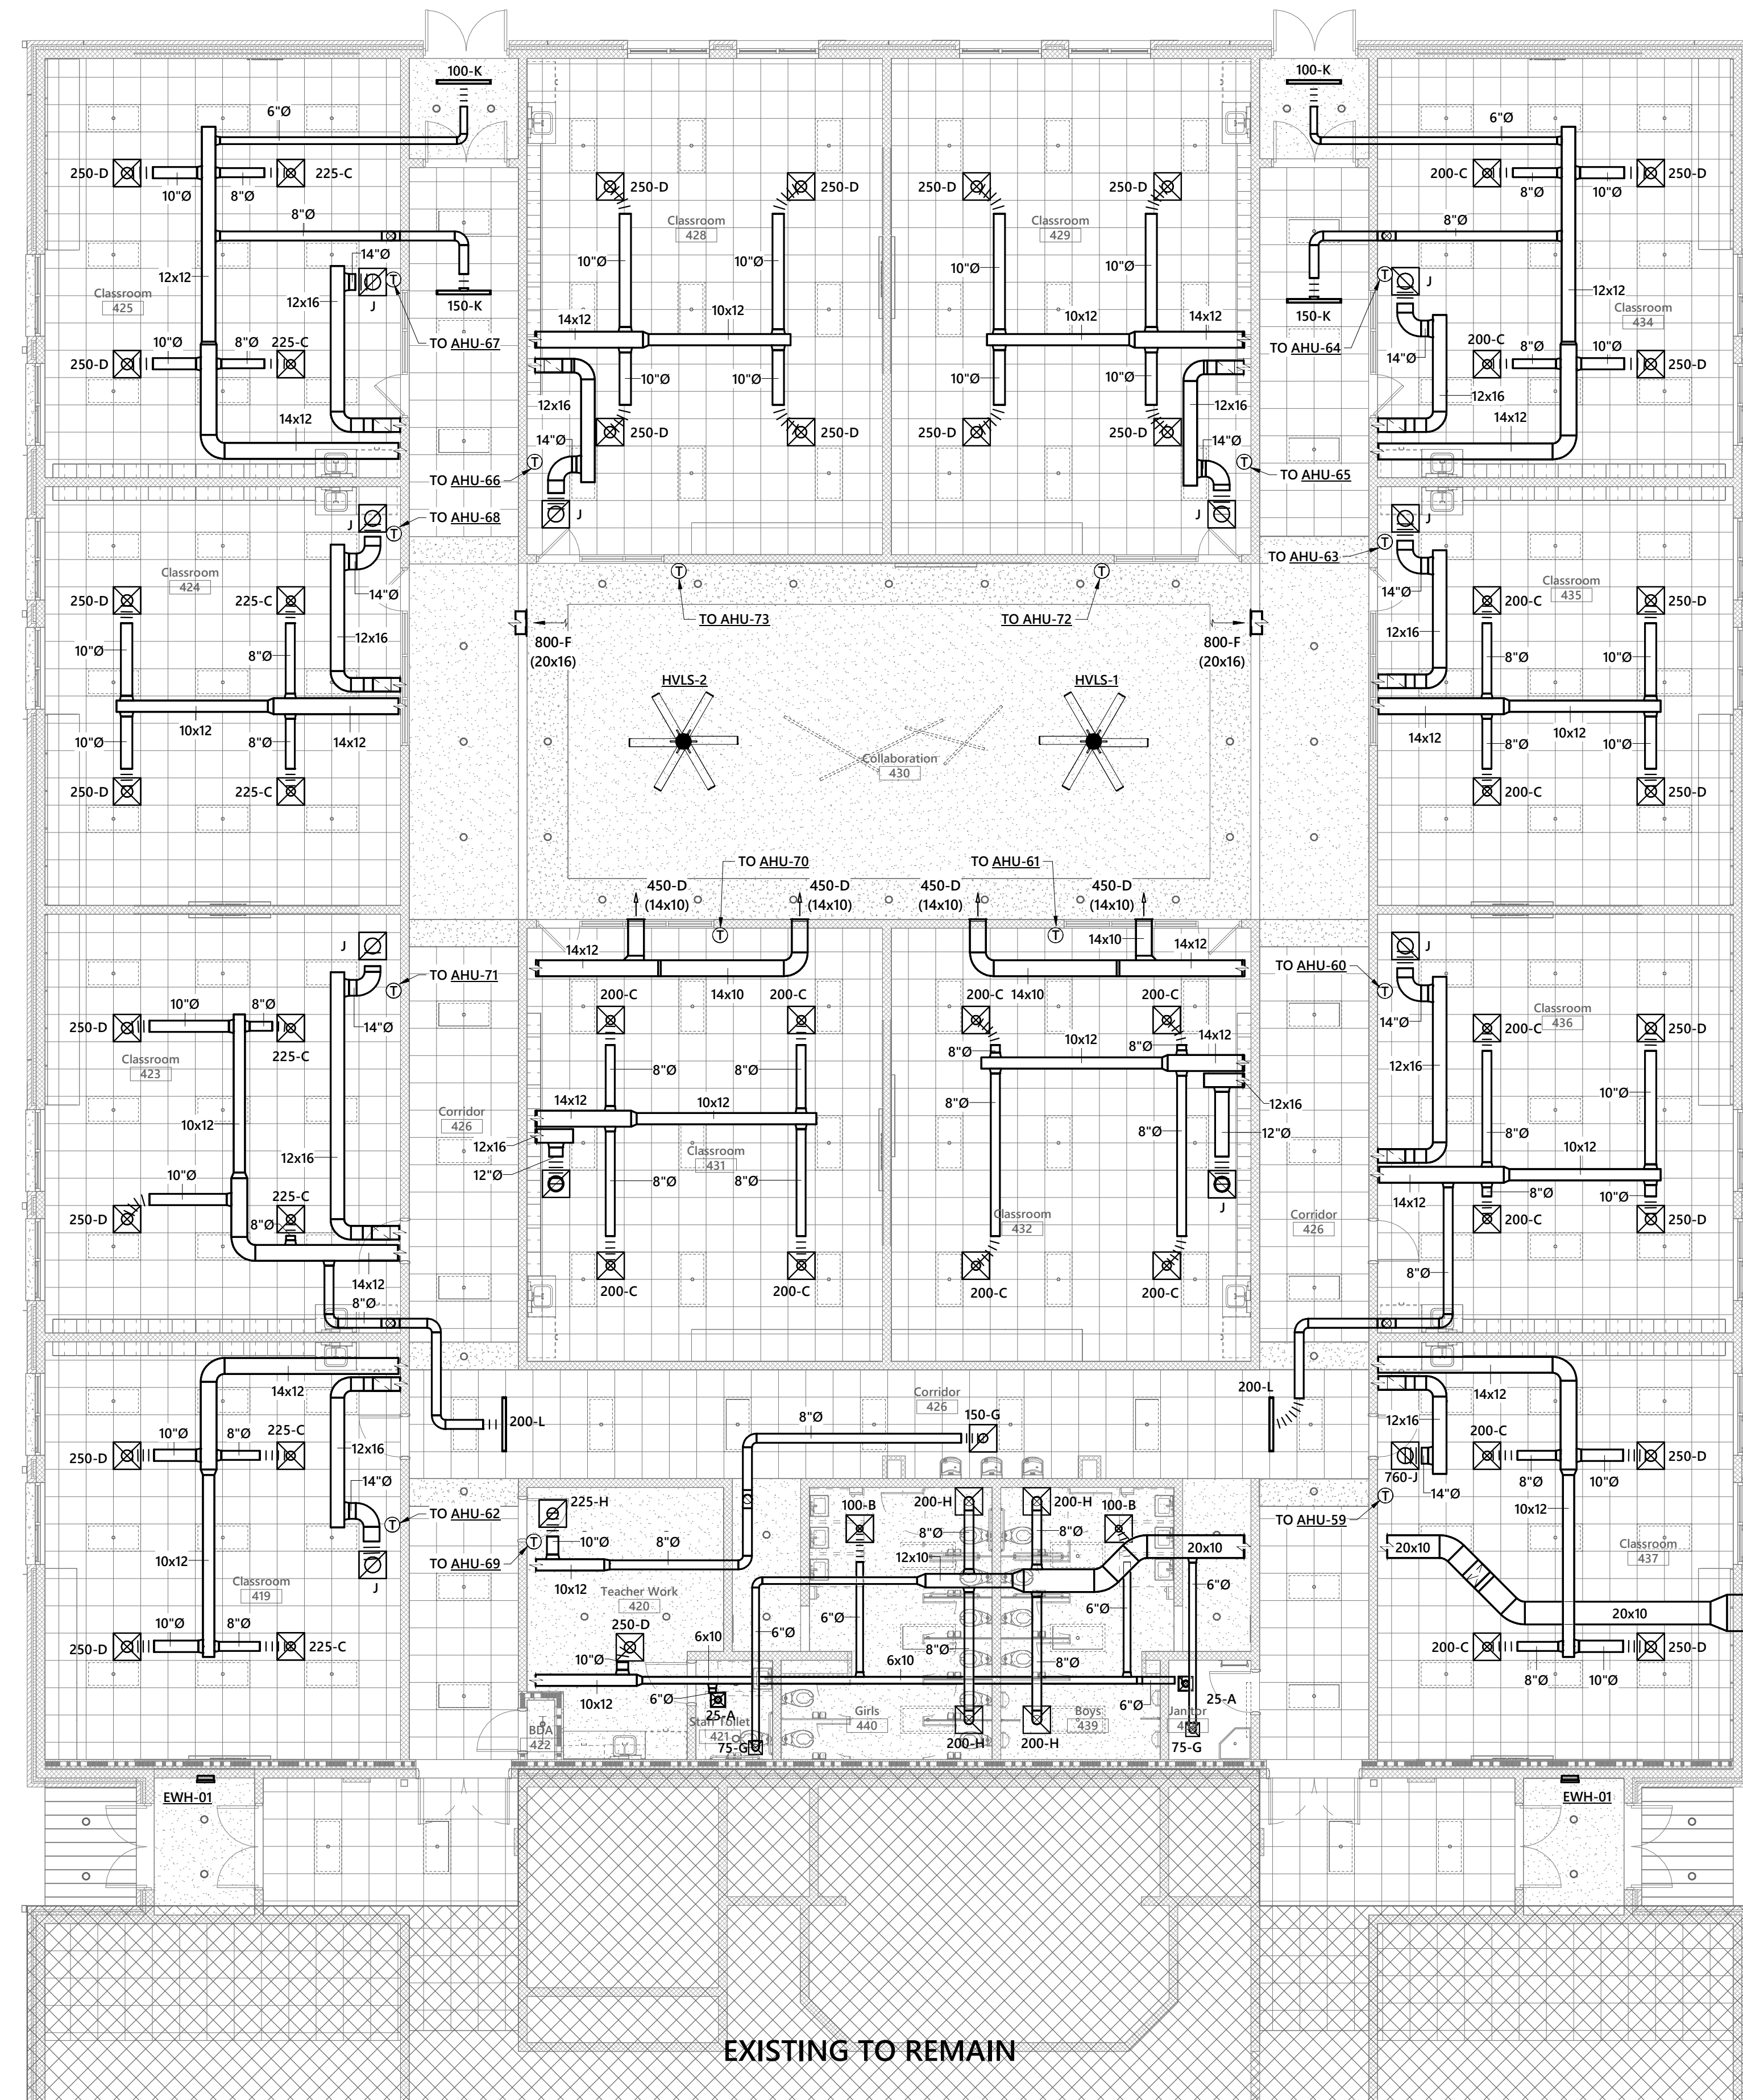 100-K
100-K
6"Ø
6"Ø
250-D
225-C
10"Ø
8"Ø
8"Ø
14"Ø
12x12
12x16
J
150-K
Classroom
425
250-D
10"Ø
8"Ø
225-C
14x12
TO AHU-67
250-D
250-D
Classroom
428
10"Ø
10"Ø
14x12
10x12
10"Ø
10"Ø
12x16
14"Ø
250-D
250-D
J
TO AHU-66
250-D
250-D
Classroom
429
10"Ø
10"Ø
10x12
14x12
10"Ø
10"Ø
12x16
14"Ø
250-D
250-D
J
TO AHU-65
200-C
250-D
8"Ø
10"Ø
8"Ø
J
12x12
150-K
Classroom
434
TO AHU-64
14"Ø
200-C
8"Ø
10"Ø
250-D
12x16
14x12
TO AHU-68
J
Classroom
424
14"Ø
250-D
225-C
12x16
10"Ø
8"Ø
10x12
10"Ø
8"Ø
14x12
250-D
225-C
TO AHU-73
TO AHU-72
800-F
(20x16)
800-F
(20x16)
HVLS-2
HVLS-1
Collaboration
430
TO AHU-70
TO AHU-61
450-D
(14x10)
450-D
(14x10)
450-D
(14x10)
450-D
(14x10)
TO AHU-63
J
Classroom
435
14"Ø
200-C
250-D
12x16
8"Ø
10"Ø
14x12
10x12
8"Ø
10"Ø
200-C
250-D
J
TO AHU-71
10"Ø
8"Ø
250-D
225-C
14"Ø
Classroom
423
10x12
12x16
10"Ø
225-C
250-D
8"Ø
14x12
8"Ø
Corridor
426
14x12
14x10
200-C
200-C
8"Ø
8"Ø
14x12
10x12
12x16
12"Ø
Classroom
431
8"Ø
8"Ø
200-C
200-C
14x10
14x12
14x10
200-C
200-C
10x12
14x12
8"Ø
8"Ø
8"Ø
8"Ø
12x16
12"Ø
J
Classroom
432
200-C
200-C
Corridor
426
TO AHU-60
J
Classroom
436
14"Ø
200-C
250-D
12x16
10"Ø
8"Ø
10x12
14x12
8"Ø
10"Ø
200-C
250-D
8"Ø
14x12
10"Ø
8"Ø
225-C
250-D
12x16
14"Ø
10x12
J
Classroom
419
10"Ø
8"Ø
250-D
225-C
TO AHU-62
TO AHU-69
200-L
Corridor
426
8"Ø
150-G
200-L
225-H
10"Ø
8"Ø
10x12
Teacher Work
420
250-D
10"Ø
10x12
6x10
6"Ø
25-A
Staff Toilet
421
75-G
BDA
422
100-B
200-H
200-H
100-B
8"Ø
8"Ø
12x10
20x10
6"Ø
6"Ø
6"Ø
6"Ø
8"Ø
8"Ø
6x10
6"Ø
25-A
Girls
440
Boys
439
Janitor
200-H
200-H
75-G
14x12
12x16
200-C
250-D
760-J
8"Ø
10"Ø
14"Ø
10x12
TO AHU-59
20x10
Classroom
437
20x10
200-C
250-D
8"Ø
10"Ø
EWH-01
EWH-01
EXISTING TO REMAIN